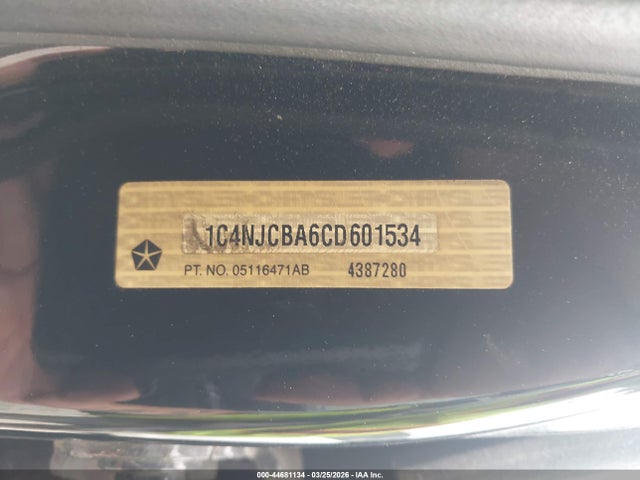 1C4NJCBA6CD601534
PT. NO. 05116471AB 4387280
000-44681134 | 03/25/2026 | IAA Inc.